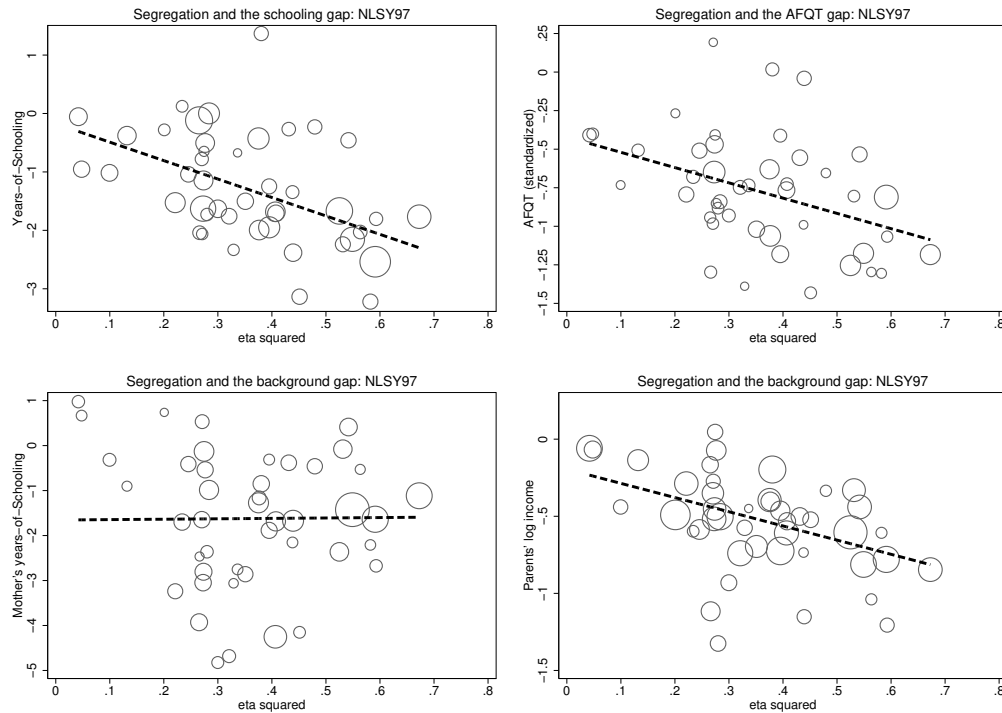 Segregation and the schooling gap: NLSY97
Years-of-Schooling
1
0
-1
-2
-3
0 .1 .2 .3 .4 .5 .6 .7 .8
eta squared
Segregation and the AFQT gap: NLSY97
AFQT (standardized)
.25
0
-.25
-.5
-.75
-1
-1.25
-1.5
0 .1 .2 .3 .4 .5 .6 .7 .8
eta squared
Segregation and the background gap: NLSY97
Mother's years-of-Schooling
1
0
-1
-2
-3
-4
-5
0 .1 .2 .3 .4 .5 .6 .7 .8
eta squared
Segregation and the background gap: NLSY97
Parents' log income
0
-.5
-1
-1.5
0 .1 .2 .3 .4 .5 .6 .7 .8
eta squared